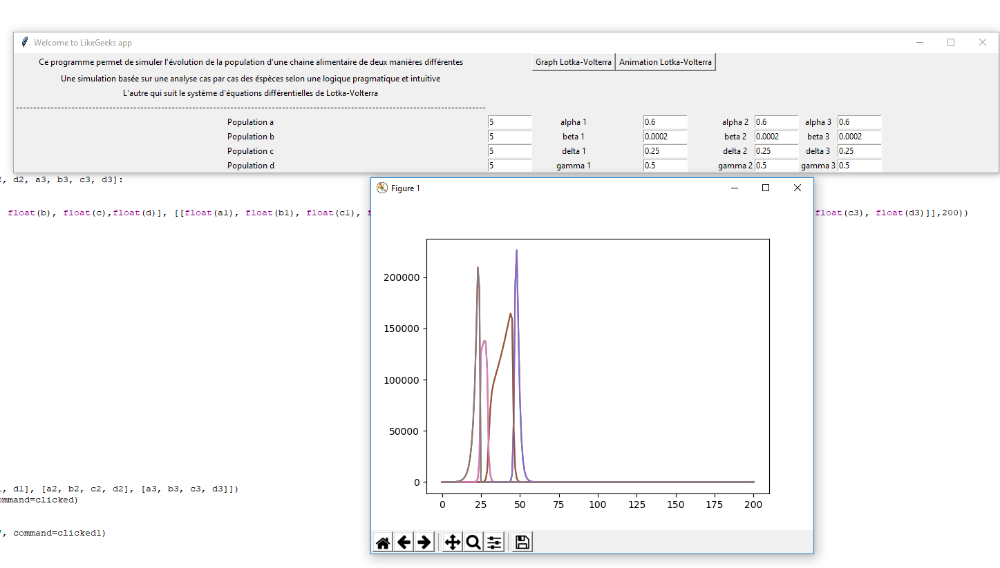 Welcome to LikeGeeks app
Ce programme permet de simuler l'évolution de la population d'une chaine alimentaire de deux manières différentes
Graph Lotka-Volterra
Animation Lotka-Volterra
Une simulation basée sur une analyse cas par cas des éspèces selon une logique pragmatique et intuitive
L'autre qui suit le système d'équations différentielles de Lotka-Volterra
Population a 5 alpha 1 0.6 alpha 2 0.6 alpha 3 0.6
Population b 5 beta 1 0.0002 beta 2 0.0002 beta 3 0.0002
Population c 5 delta 1 0.25 delta 2 0.25 delta 3 0.25
Population d 5 gamma 1 0.5 gamma 2 0.5 gamma 3 0.5
, d2, a3, b3, c3, d3]:
float(b), float(c),float(d)], [[float(a1), float(b1), float(c1), float(c3), float(d3)]],200))
Figure 1
200000
150000
100000
50000
0
0 25 50 75 100 125 150 175 200
, d1], [a2, b2, c2, d2], [a3, b3, c3, d3]])
ommand=clicked)
, command=clicked1)